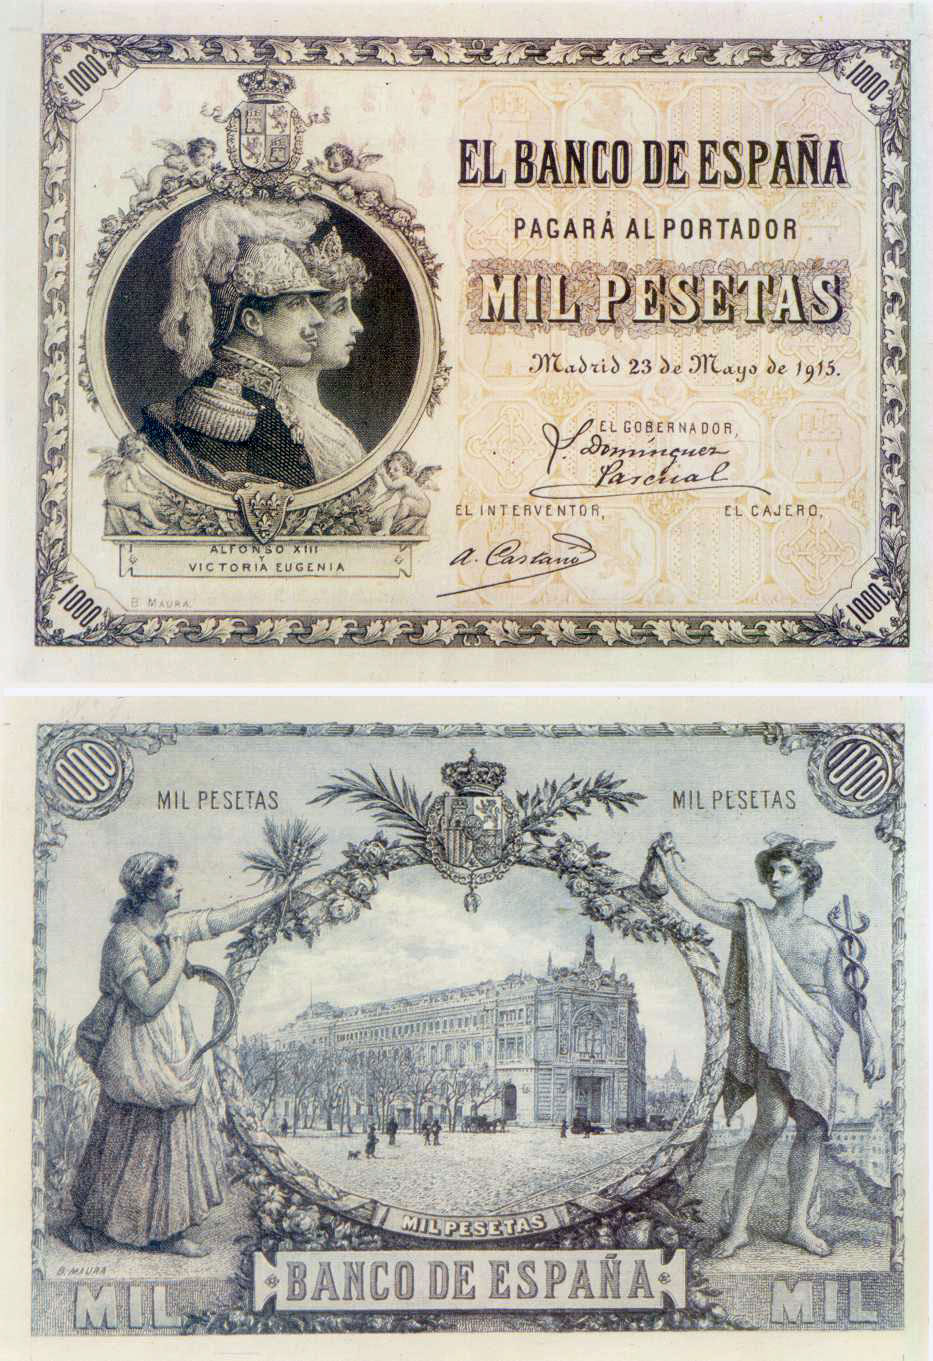 1000
1000
EL BANCO DE ESPAÑA
PAGARÁ AL PORTADOR
MIL PESETAS
Madrid 23 de Mayo de 1915.
EL GOBERNADOR,
Domínguez
Pascual
EL INTERVENTOR,
EL CAJERO,
A. Castaño
ALFONSO XIII
Y
VICTORIA EUGENIA
B. MAURA.
1000
1000
1000
1000
MIL PESETAS
MIL PESETAS
MIL PESETAS
BANCO DE ESPAÑA
B. MAURA
MIL
MIL